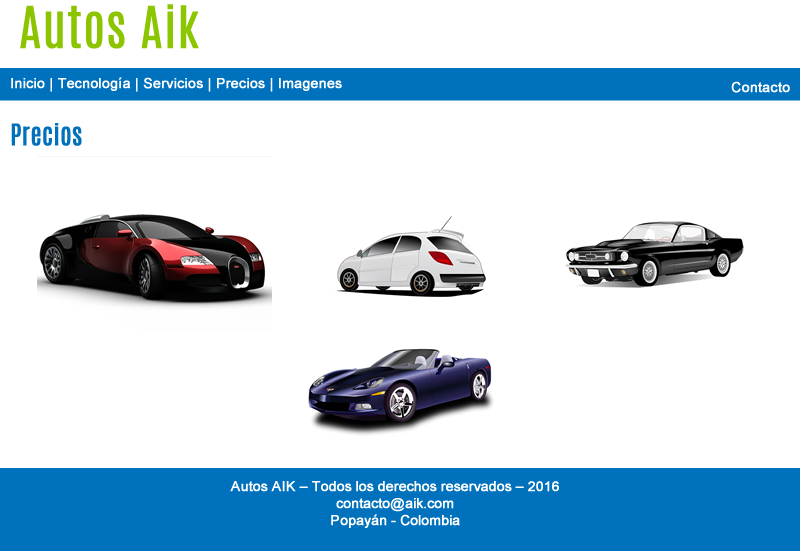 Autos Aik
Inicio | Tecnología | Servicios | Precios | Imagenes
Contacto
Precios
Autos AIK – Todos los derechos reservados – 2016
contacto@aik.com
Popayán - Colombia